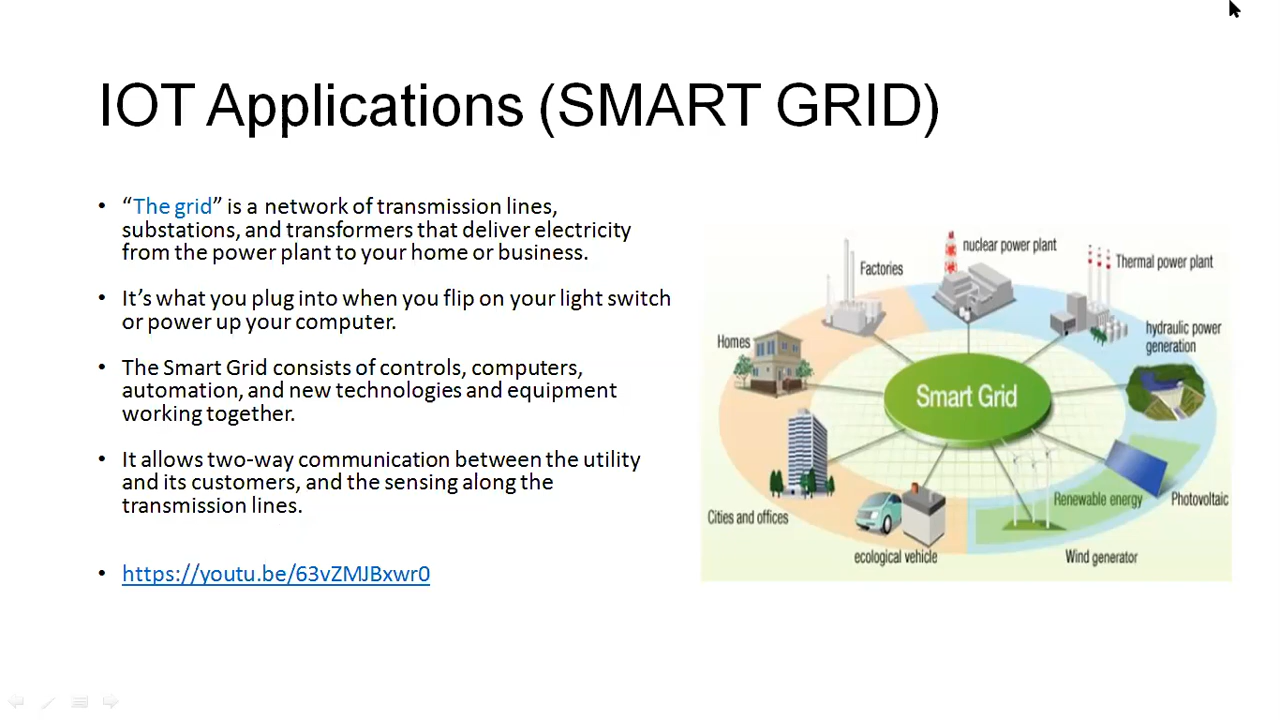 IOT Applications (SMART GRID)
• “The grid” is a network of transmission lines,
substations, and transformers that deliver electricity
from the power plant to your home or business.
• It’s what you plug into when you flip on your light switch
or power up your computer.
• The Smart Grid consists of controls, computers,
automation, and new technologies and equipment
working together.
• It allows two-way communication between the utility
and its customers, and the sensing along the
transmission lines.
• https://youtu.be/63vZMJBxwr0
nuclear power plant
Factories
Thermal power plant
Homes
hydraulic power
generation
Smart Grid
Renewable energy
Photovoltaic
Cities and offices
ecological vehicle
Wind generator